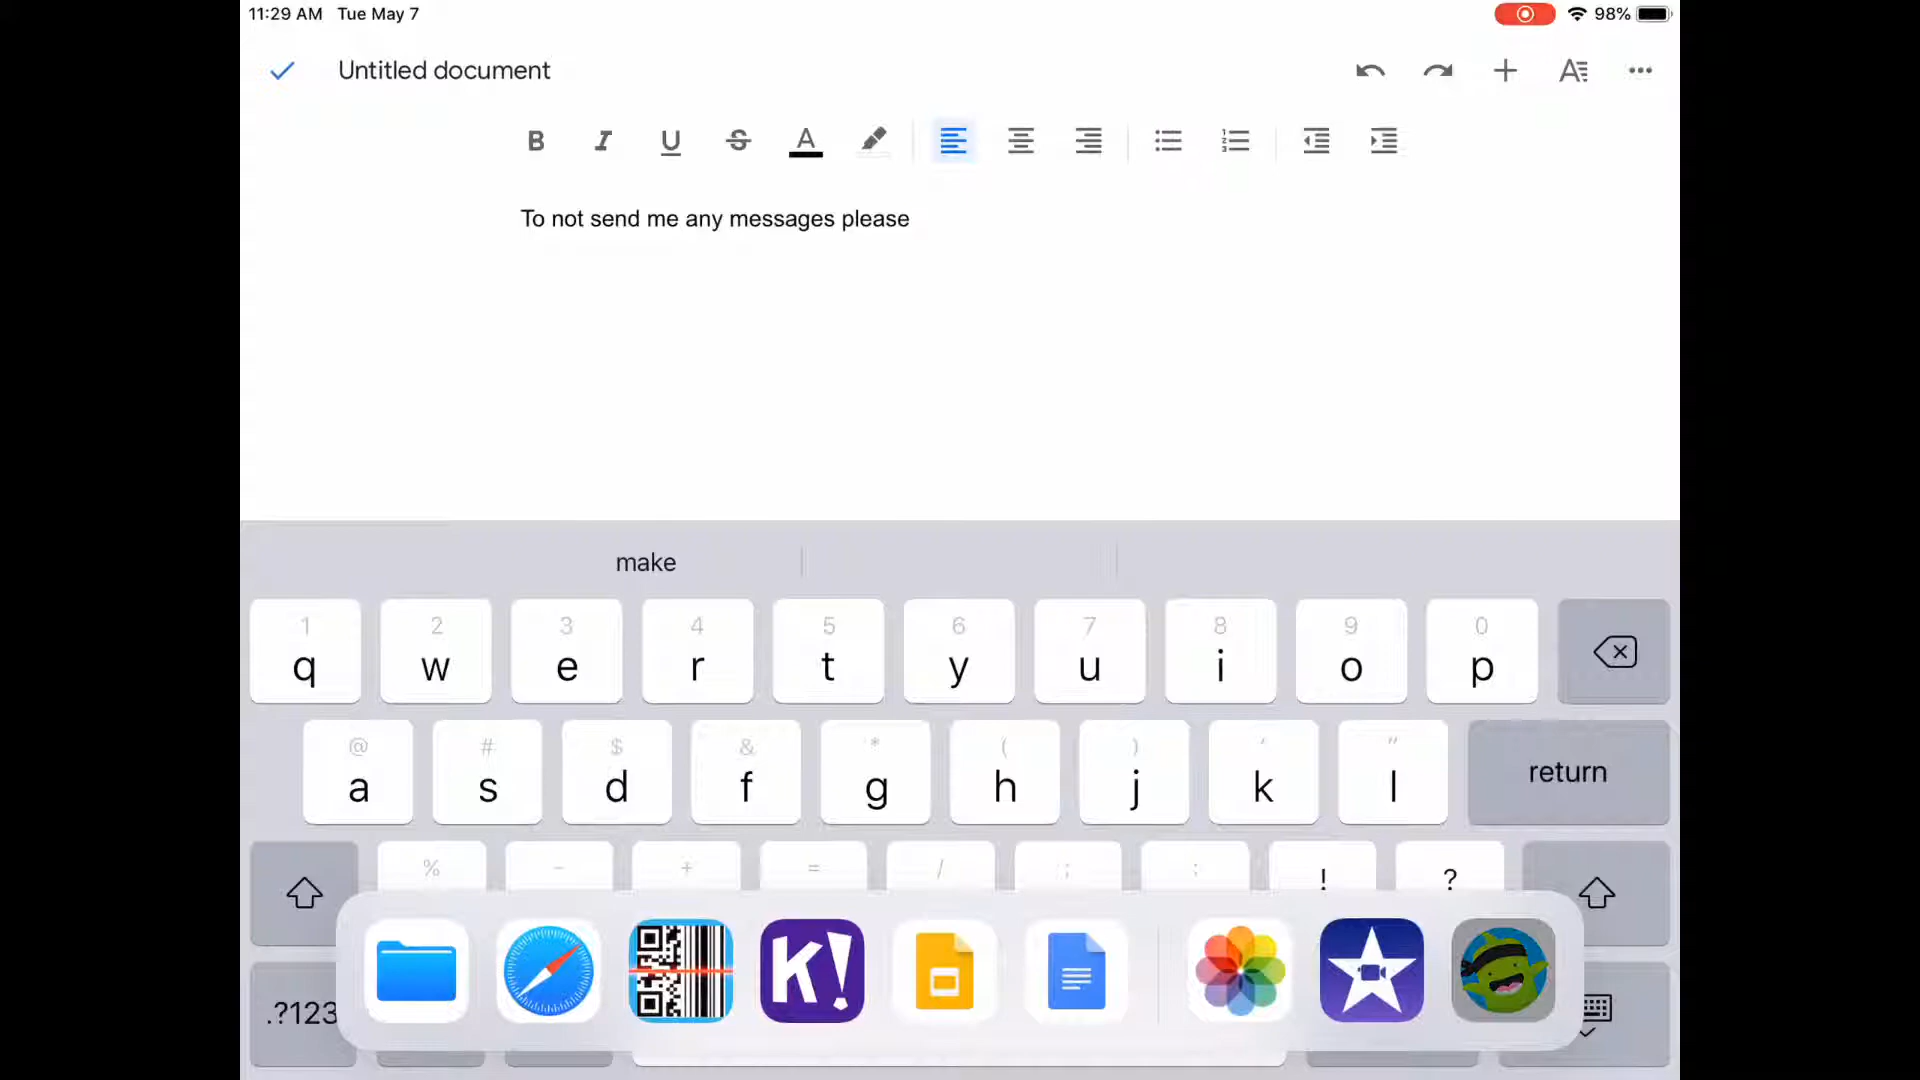 11:29 AM Tue May 7 98%
Untitled document
B I U S A
To not send me any messages please
make
1 2 3 4 5 6 7 8 9 0
q w e r t y u i o p
@ # $ & * ( ) ' "
a s d f g h j k l return
% - + = / ; : ! ?
.?123
K!